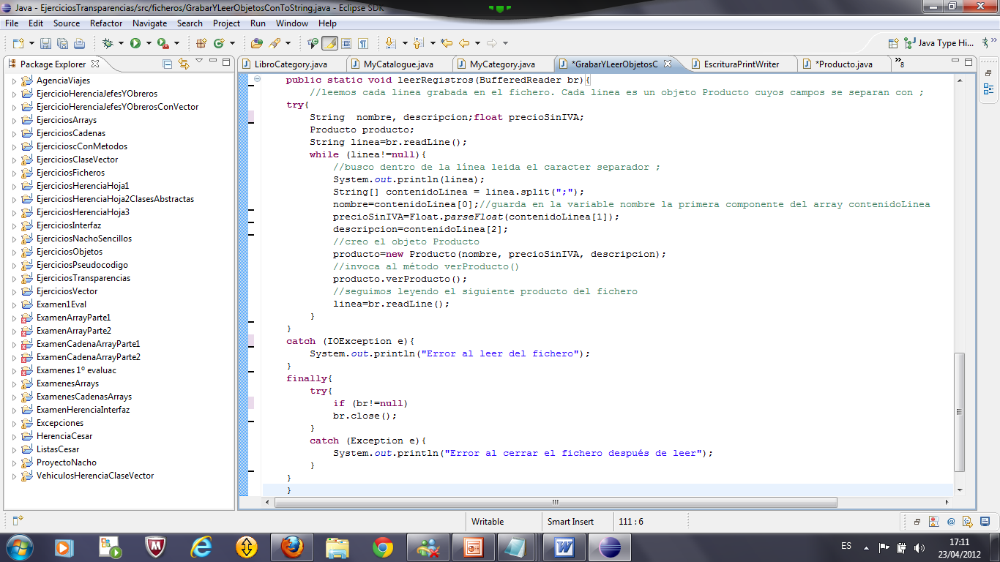 Java - EjerciciosTransparencias/src/ficheros/GrabarYLeerObjetosConToString.java - Eclipse SDK
File Edit Source Refactor Navigate Search Project Run Window Help
Java Type Hi...
Package Explorer
LibroCategory.java MyCatalogue.java MyCategory.java *GrabarYLeerObjetosC EscrituraPrintWriter *Producto.java »8
AgenciaViajes
EjercicioHerenciaJefesYObreros
EjercicioHerenciaJefesYObrerosConVector
EjerciciosArrays
EjerciciosCadenas
EjercicioscConMetodos
EjerciciosClaseVector
EjerciciosFicheros
EjerciciosHerenciaHoja1
EjerciciosHerenciaHoja2ClasesAbstractas
EjerciciosHerenciaHoja3
EjerciciosInterfaz
EjerciciosNachoSencillos
EjerciciosObjetos
EjerciciosPseudocodigo
EjerciciosTransparencias
EjerciciosVector
Examen1Eval
ExamenArrayParte1
ExamenArrayParte2
ExamenCadenaArrayParte1
ExamenCadenaArrayParte2
Examenes 1º evaluac
ExamenesArrays
ExamenesCadenasArrays
ExamenHerenciaInterfaz
Excepciones
HerenciaCesar
ListasCesar
ProyectoNacho
VehiculosHerenciaClaseVector
public static void leerRegistros(BufferedReader br){
//leemos cada linea grabada en el fichero. Cada linea es un objeto Producto cuyos campos se separan con ;
try{
String  nombre, descripcion;float precioSinIVA;
Producto producto;
String linea=br.readLine();
while (linea!=null){
//busco dentro de la línea leida el caracter separador ;
System.out.println(linea);
String[] contenidoLinea = linea.split(";");
nombre=contenidoLinea[0];//guarda en la variable nombre la primera componente del array contenidoLinea
precioSinIVA=Float.parseFloat(contenidoLinea[1]);
descripcion=contenidoLinea[2];
//creo el objeto Producto
producto=new Producto(nombre, precioSinIVA, descripcion);
//invoca al método verProducto()
producto.verProducto();
//seguimos leyendo el siguiente producto del fichero
linea=br.readLine();
}
}
catch (IOException e){
System.out.println("Error al leer del fichero");
}
finally{
try{
if (br!=null)
br.close();
}
catch (Exception e){
System.out.println("Error al cerrar el fichero después de leer");
}
}
}
Writable Smart Insert 111 : 6
ES 17:11
23/04/2012